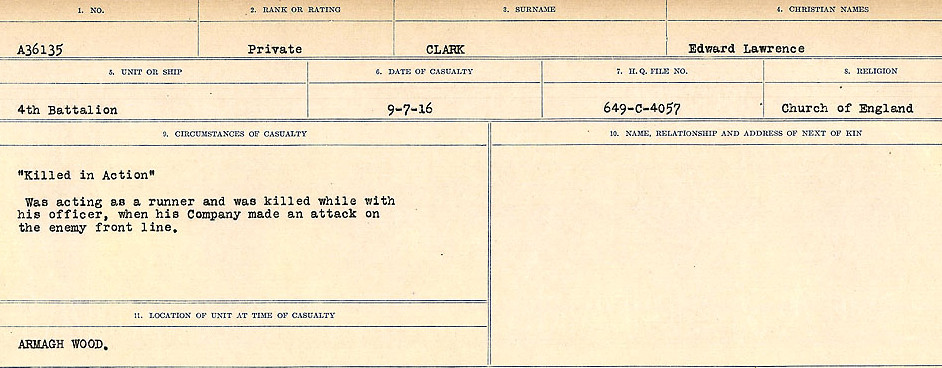 1. NO. 2. RANK OR RATING 3. SURNAME 4. CHRISTIAN NAMES
A36135 Private CLARK Edward Lawrence
5. UNIT OR SHIP 6. DATE OF CASUALTY 7. H.Q. FILE NO. 8. RELIGION
4th Battalion 9-7-16 649-C-4057 Church of England
9. CIRCUMSTANCES OF CASUALTY 10. NAME, RELATIONSHIP AND ADDRESS OF NEXT OF KIN
"Killed in Action"
Was acting as a runner and was killed while with
his officer, when his Company made an attack on
the enemy front line.
11. LOCATION OF UNIT AT TIME OF CASUALTY
ARMAGH WOOD.